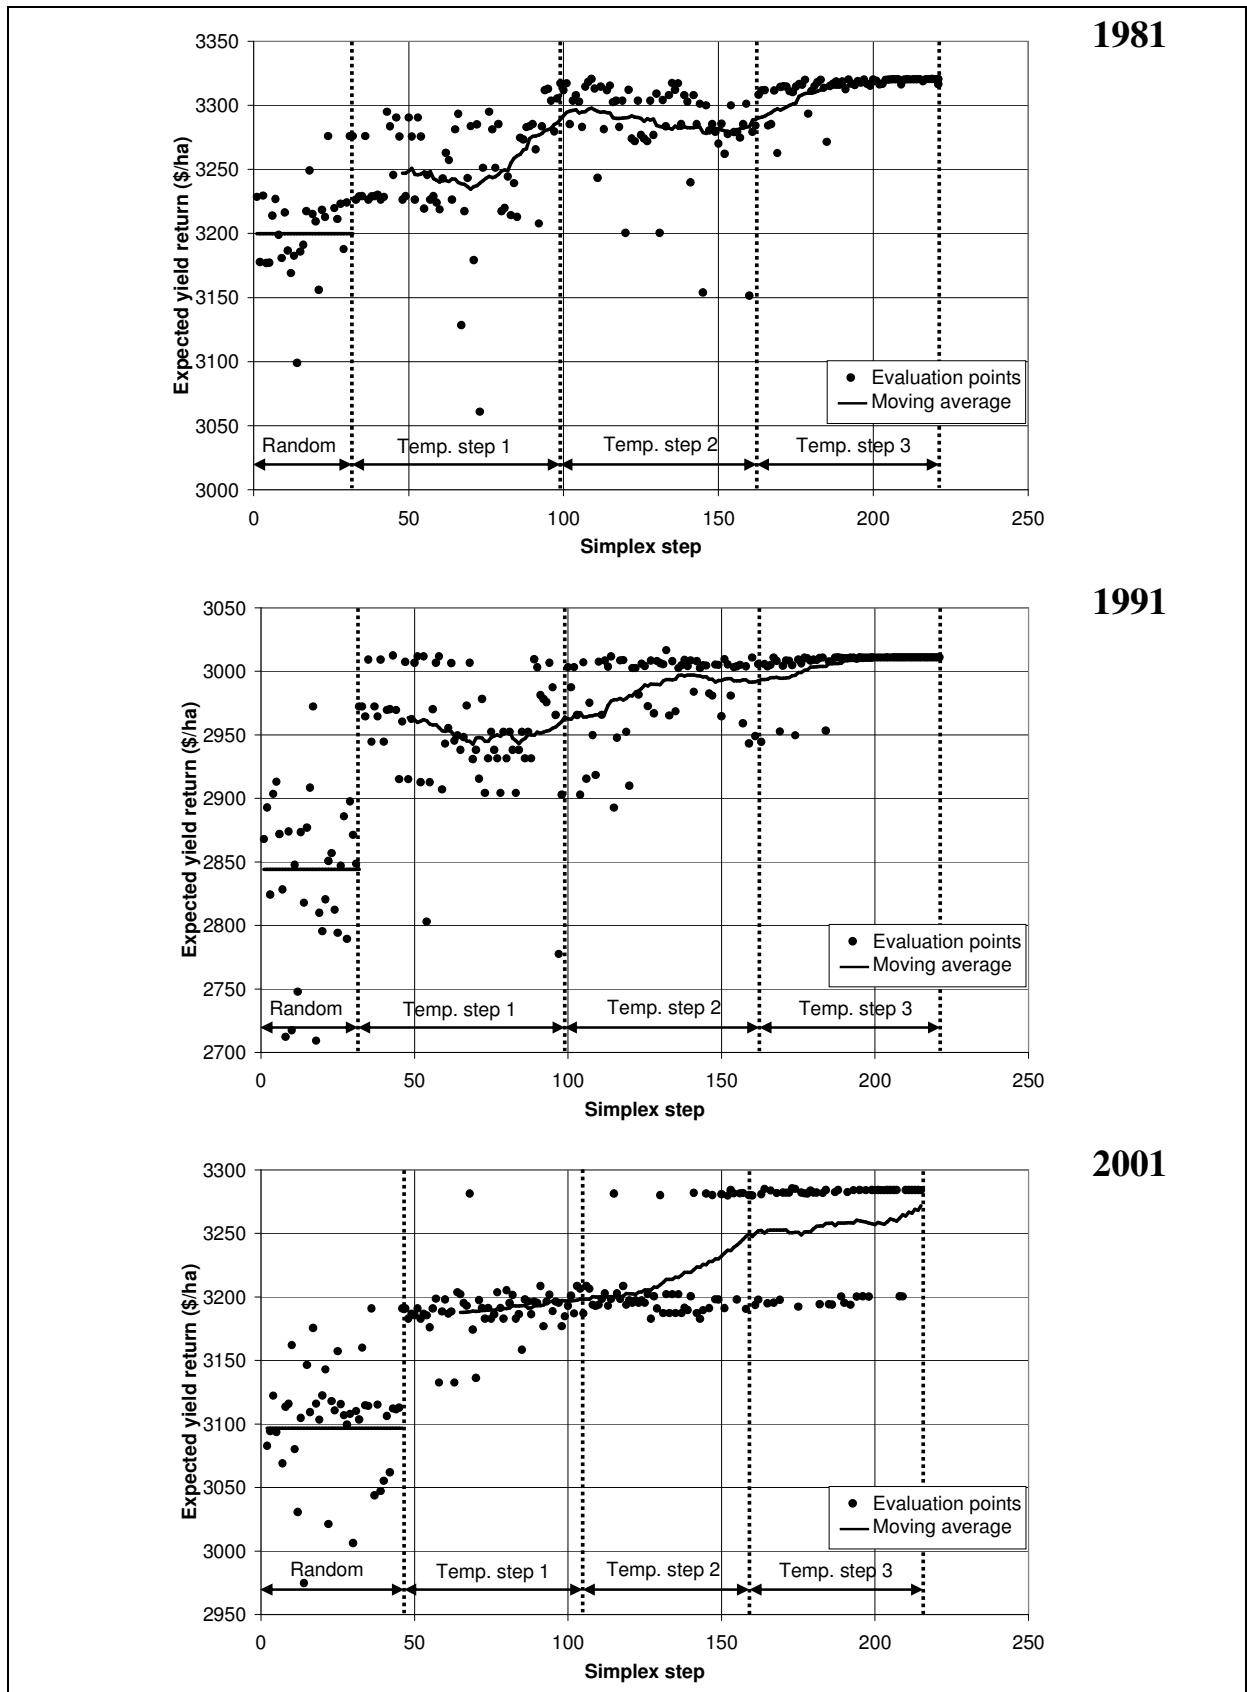 1981
3350
3300
3250
3200
3150
3100
3050
3000
Expected yield return ($/ha)
Evaluation points
Moving average
Random
Temp. step 1
Temp. step 2
Temp. step 3
0 50 100 150 200 250
Simplex step
1991
3050
3000
2950
2900
2850
2800
2750
2700
Expected yield return ($/ha)
Evaluation points
Moving average
Random
Temp. step 1
Temp. step 2
Temp. step 3
0 50 100 150 200 250
Simplex step
2001
3300
3250
3200
3150
3100
3050
3000
2950
Expected yield return ($/ha)
Evaluation points
Moving average
Random
Temp. step 1
Temp. step 2
Temp. step 3
0 50 100 150 200 250
Simplex step